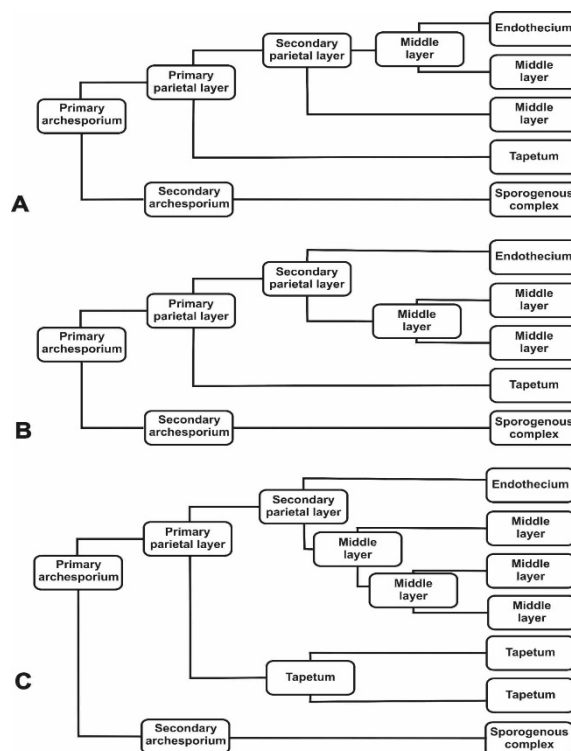 Endothecium
Secondary
parietal layer
Middle
layer
Primary
parietal layer
Middle
layer
Primary
archesporium
Middle
layer
Tapetum
Secondary
archesporium
Sporogenous
complex
A
Endothecium
Secondary
parietal layer
Primary
parietal layer
Middle
layer
Middle
layer
Primary
archesporium
Middle
layer
Tapetum
Secondary
archesporium
Sporogenous
complex
B
Endothecium
Secondary
parietal layer
Primary
parietal layer
Middle
layer
Middle
layer
Primary
archesporium
Middle
layer
Middle
layer
Middle
layer
Tapetum
Tapetum
Tapetum
C
Secondary
archesporium
Sporogenous
complex